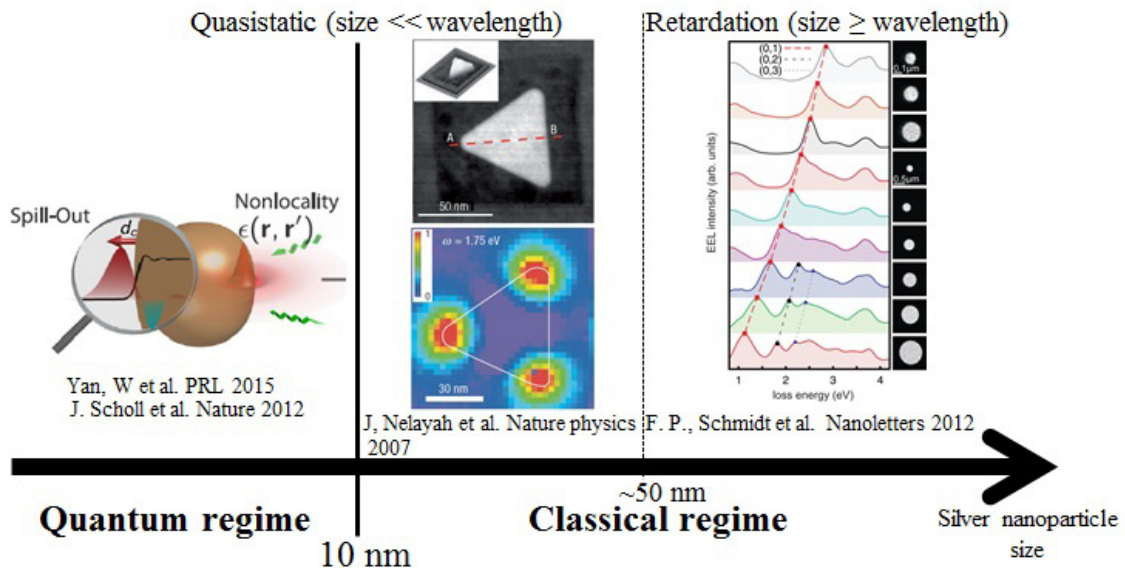 Quasistatic (size << wavelength)
Retardation (size ≥ wavelength)
Spill-Out
d_c
Nonlocality
ϵ(r, r′)
A
B
50 nm
1
0
ω = 1.75 eV
30 nm
(0,1)
(0,2)
(0,3)
0.1µm
0.5µm
EEL intensity (arb. units)
1 2 3 4
loss energy (eV)
Yan, W et al. PRL 2015
J. Scholl et al. Nature 2012
J, Nelayah et al. Nature physics
2007
F. P., Schmidt et al. Nanoletters 2012
~50 nm
Quantum regime
Classical regime
10 nm
Silver nanoparticle
size